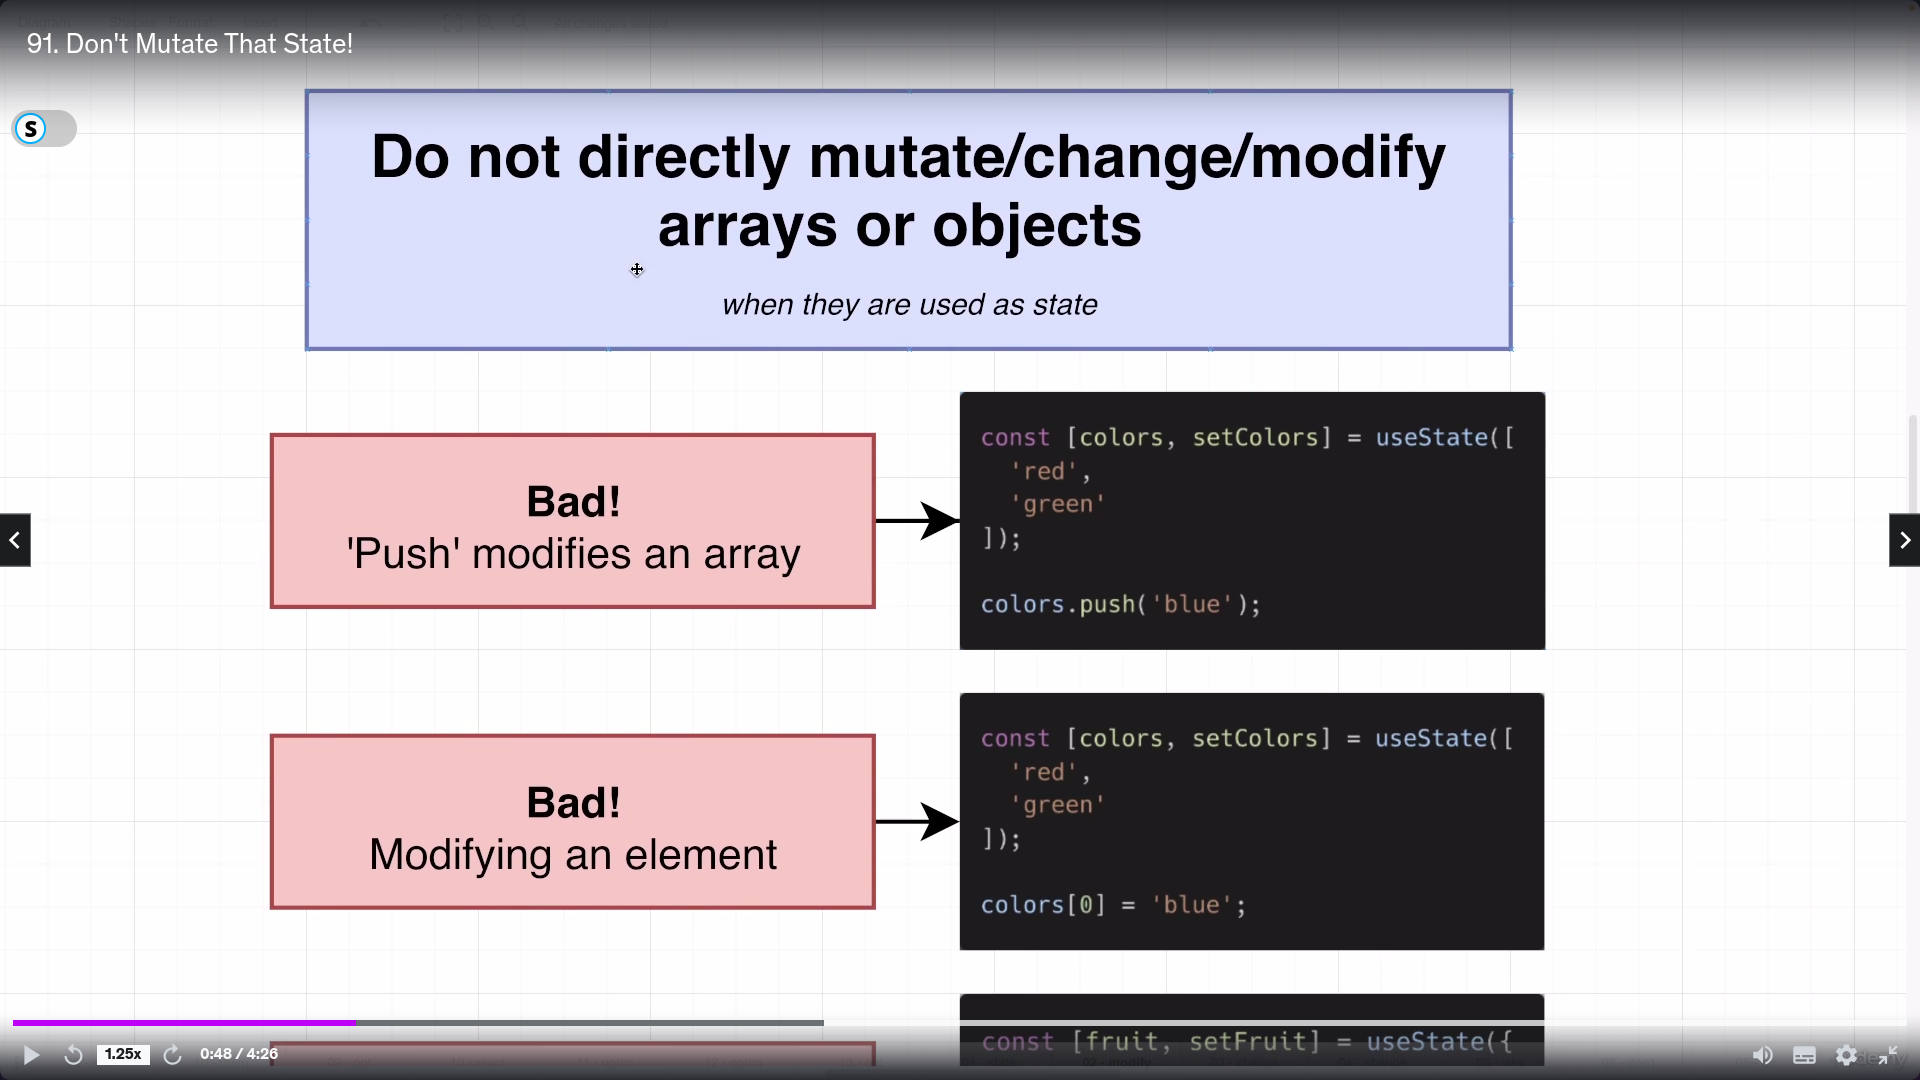 91. Don't Mutate That State!
S
Do not directly mutate/change/modify
arrays or objects
when they are used as state
Bad!
'Push' modifies an array
const [colors, setColors] = useState([
'red',
'green'
]);
colors.push('blue');
Bad!
Modifying an element
const [colors, setColors] = useState([
'red',
'green'
]);
colors[0] = 'blue';
const [fruit, setFruit] = useState({
1.25x
0:48 / 4:26